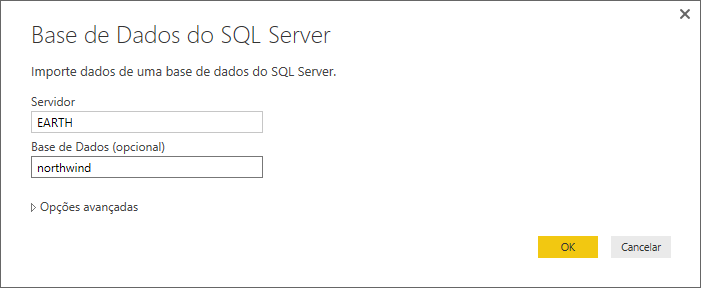 Base de Dados do SQL Server
Importe dados de uma base de dados do SQL Server.
Servidor
EARTH
Base de Dados (opcional)
northwind
Opções avançadas
OK Cancelar